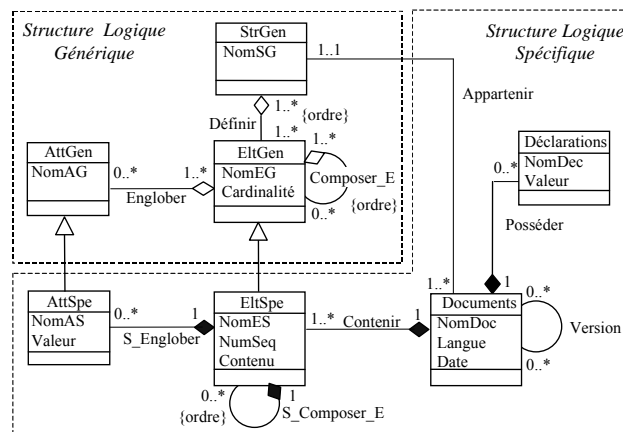 Structure Logique
Générique
StrGen
NomSG
1..1
Structure Logique
Spécifique
Appartenir
1..*
{ordre}
Définir
1..*
1..*
EltGen
NomEG
Cardinalité
Composer_E
0..*
{ordre}
AttGen
NomAG
0..*
1..*
Englober
Déclarations
NomDec
Valeur
0..*
Posséder
1
1..*
AttSpe
NomAS
Valeur
0..*
1
S_Englober
EltSpe
NomES
NumSeq
Contenu
1..*
Contenir
1
Documents
NomDoc
Langue
Date
0..*
Version
0..*
0..*
{ordre}
1
S_Composer_E